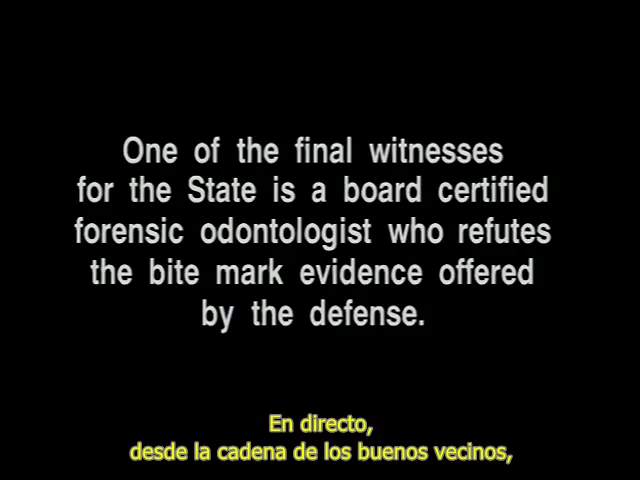 One of the final witnesses
for the State is a board certified
forensic odontologist who refutes
the bite mark evidence offered
by the defense.
En directo,
desde la cadena de los buenos vecinos,